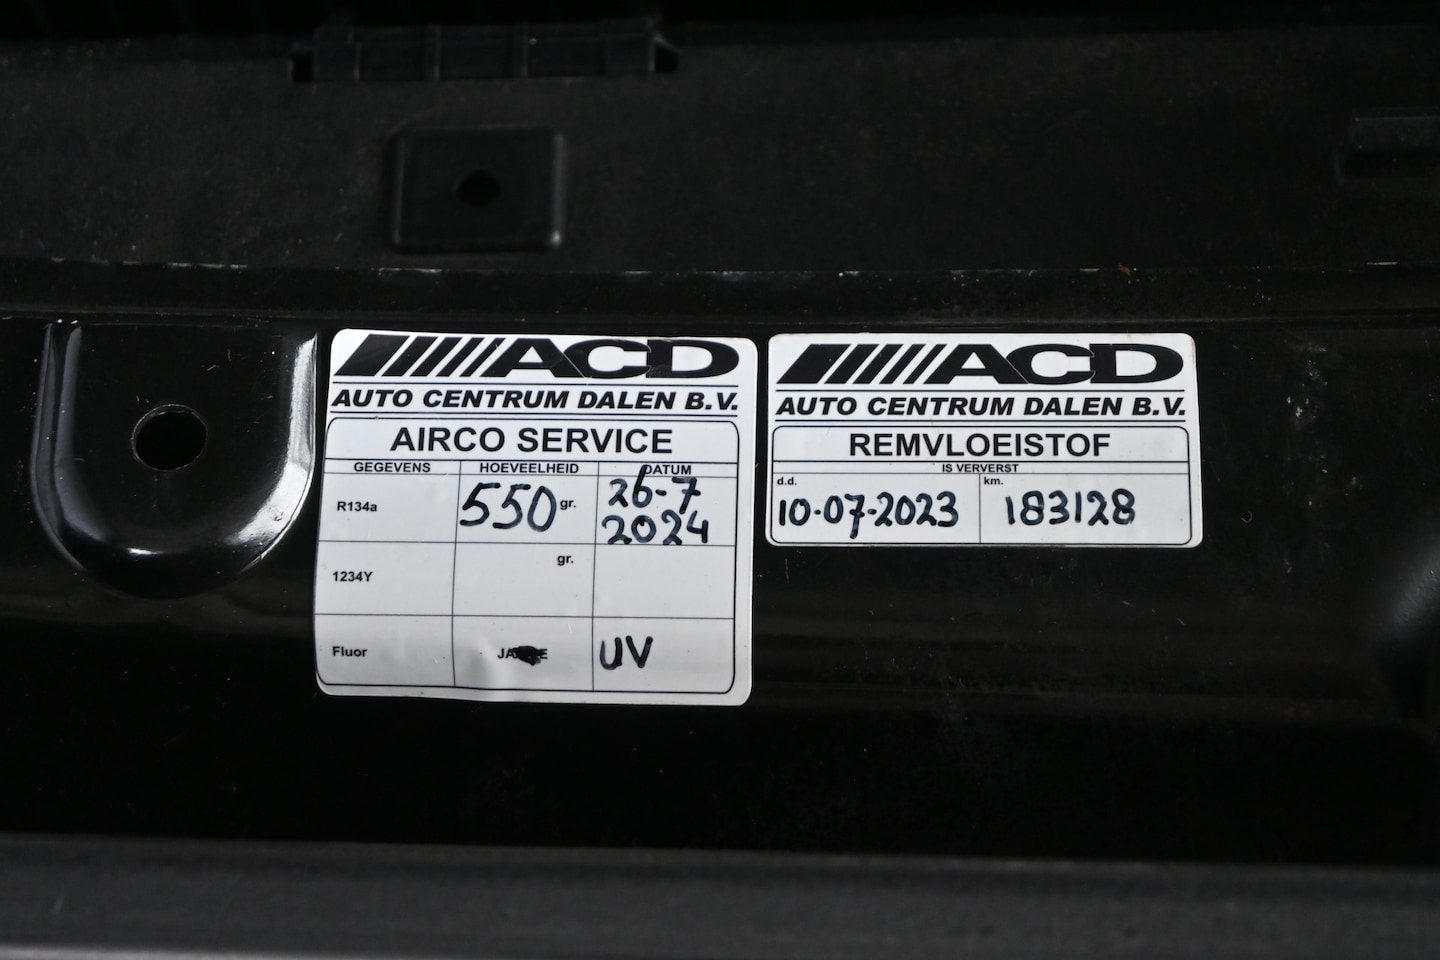 ACD
AUTO CENTRUM DALEN B.V.
AIRCO SERVICE
GEGEVENS HOEVEELHEID DATUM
R134a 550 gr. 26-7
2024
1234Y gr.
Fluor JA UV
ACD
AUTO CENTRUM DALEN B.V.
REMVLOEISTOF
IS VERVERST
d.d. km.
10-07-2023 183128